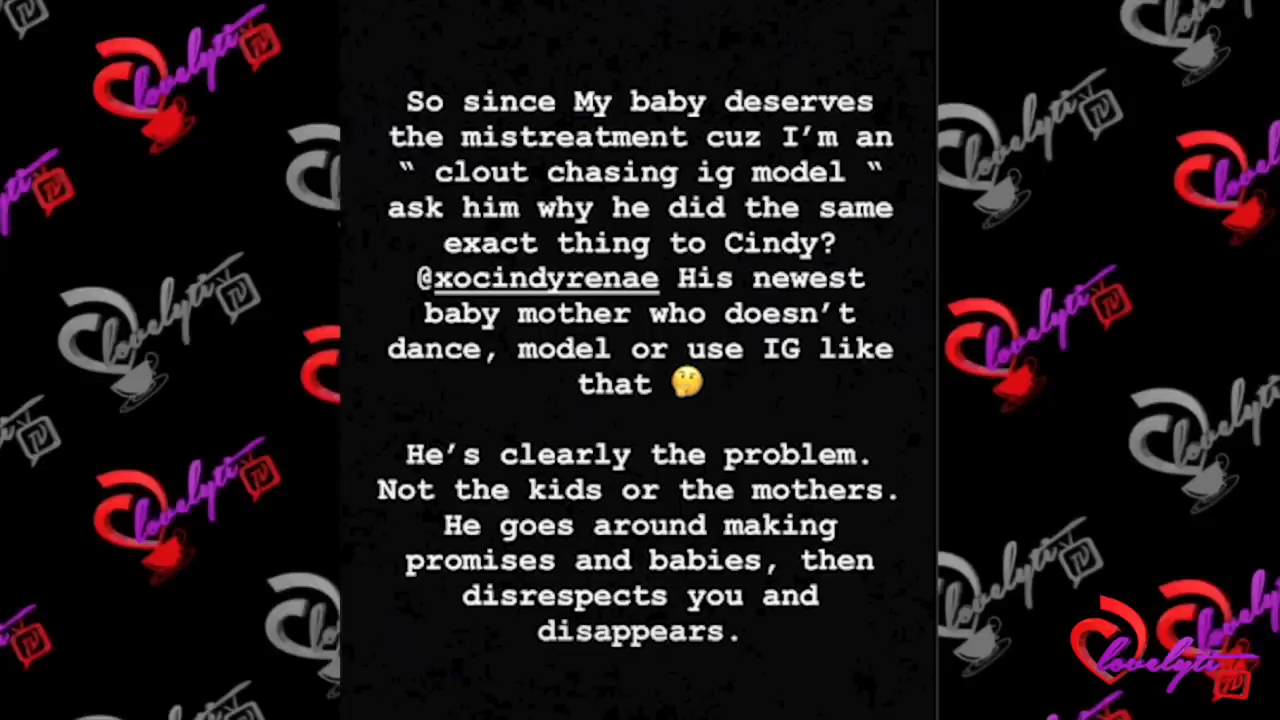 So since My baby deserves
the mistreatment cuz I’m an
“ clout chasing ig model “
ask him why he did the same
exact thing to Cindy?
@xocindyrenae His newest
baby mother who doesn’t
dance, model or use IG like
that 🤔
He’s clearly the problem.
Not the kids or the mothers.
He goes around making
promises and babies, then
disrespects you and
disappears.
lovelyti
TV